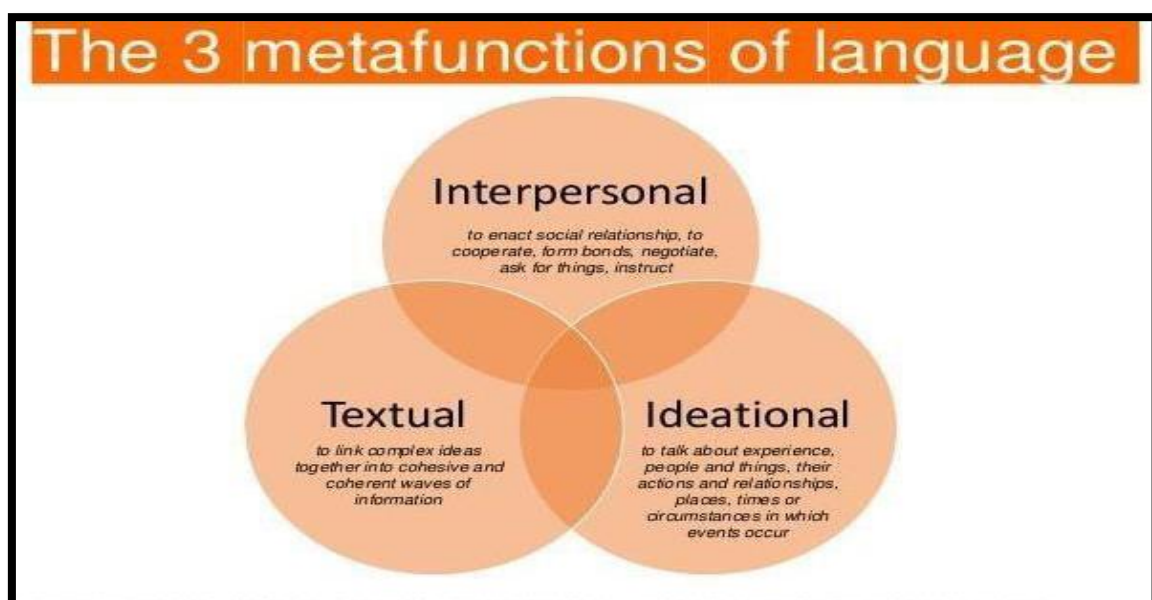 The 3 metafunctions of language
Interpersonal
to enact social relationship, to
cooperate, form bonds, negotiate,
ask for things, instruct
Textual
to link complex ideas
together into cohesive and
coherent waves of
information
Ideational
to talk about experience,
people and things, their
actions and relationships,
places, times or
circumstances in which
events occur